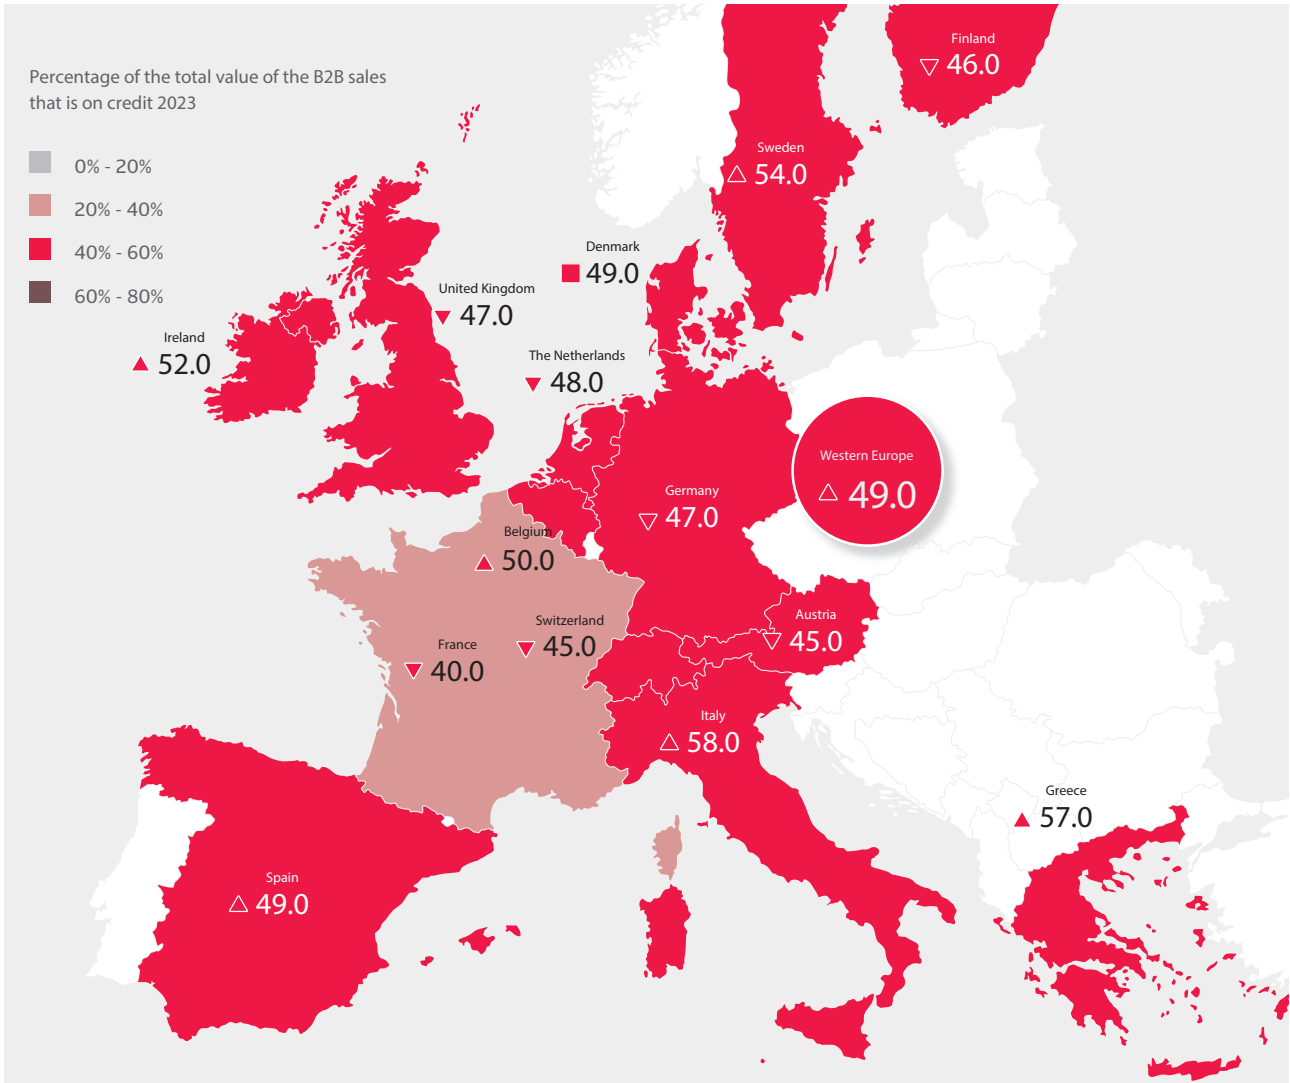 Percentage of the total value of the B2B sales
that is on credit 2023
0% - 20%
20% - 40%
40% - 60%
60% - 80%
Finland
46.0
Sweden
54.0
Denmark
49.0
United Kingdom
47.0
Ireland
52.0
The Netherlands
48.0
Western Europe
49.0
Germany
47.0
Belgium
50.0
Switzerland
45.0
Austria
45.0
France
40.0
Italy
58.0
Greece
57.0
Spain
49.0